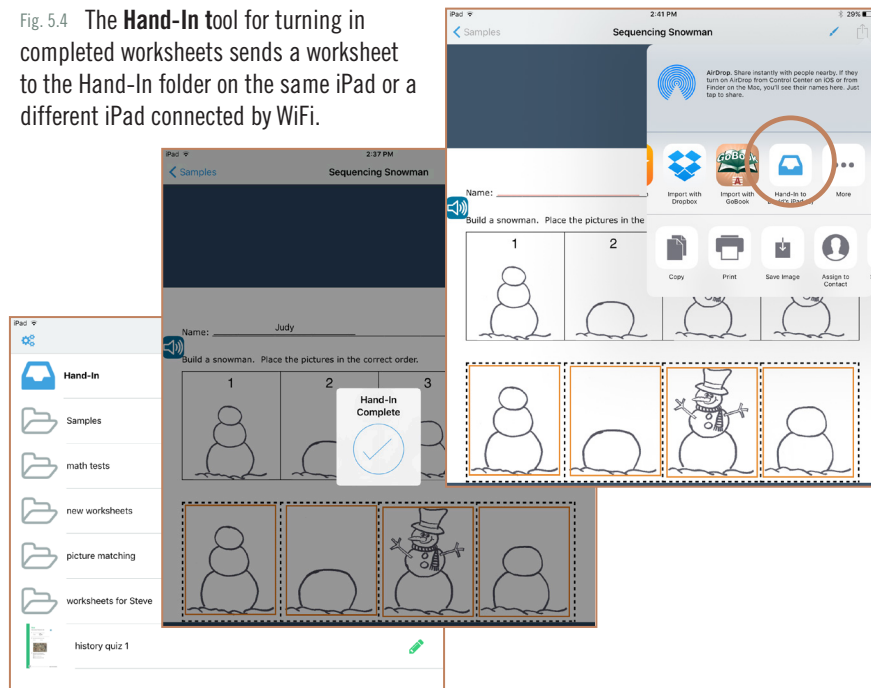 Fig. 5.4 The Hand-In tool for turning in
completed worksheets sends a worksheet
to the Hand-In folder on the same iPad or a
different iPad connected by WiFi.
iPad 2:41 PM 29%
Samples Sequencing Snowman
AirDrop. Share instantly with people nearby. If they
turn on AirDrop from Control Center on iOS or from
Finder on the Mac, you'll see their names here. Just
tap to share.
Import with
Dropbox
Import with
GoBook
Hand-In to
More
Copy
Print
Save Image
Assign to
Contact
Name:
Build a snowman. Place the pictures in the
1 2
iPad 2:37 PM
Samples Sequencing Snowman
Name: Judy
Build a snowman. Place the pictures in the correct order.
1 2 3
Hand-In
Complete
iPad
Hand-In
Samples
math tests
new worksheets
picture matching
worksheets for Steve
history quiz 1